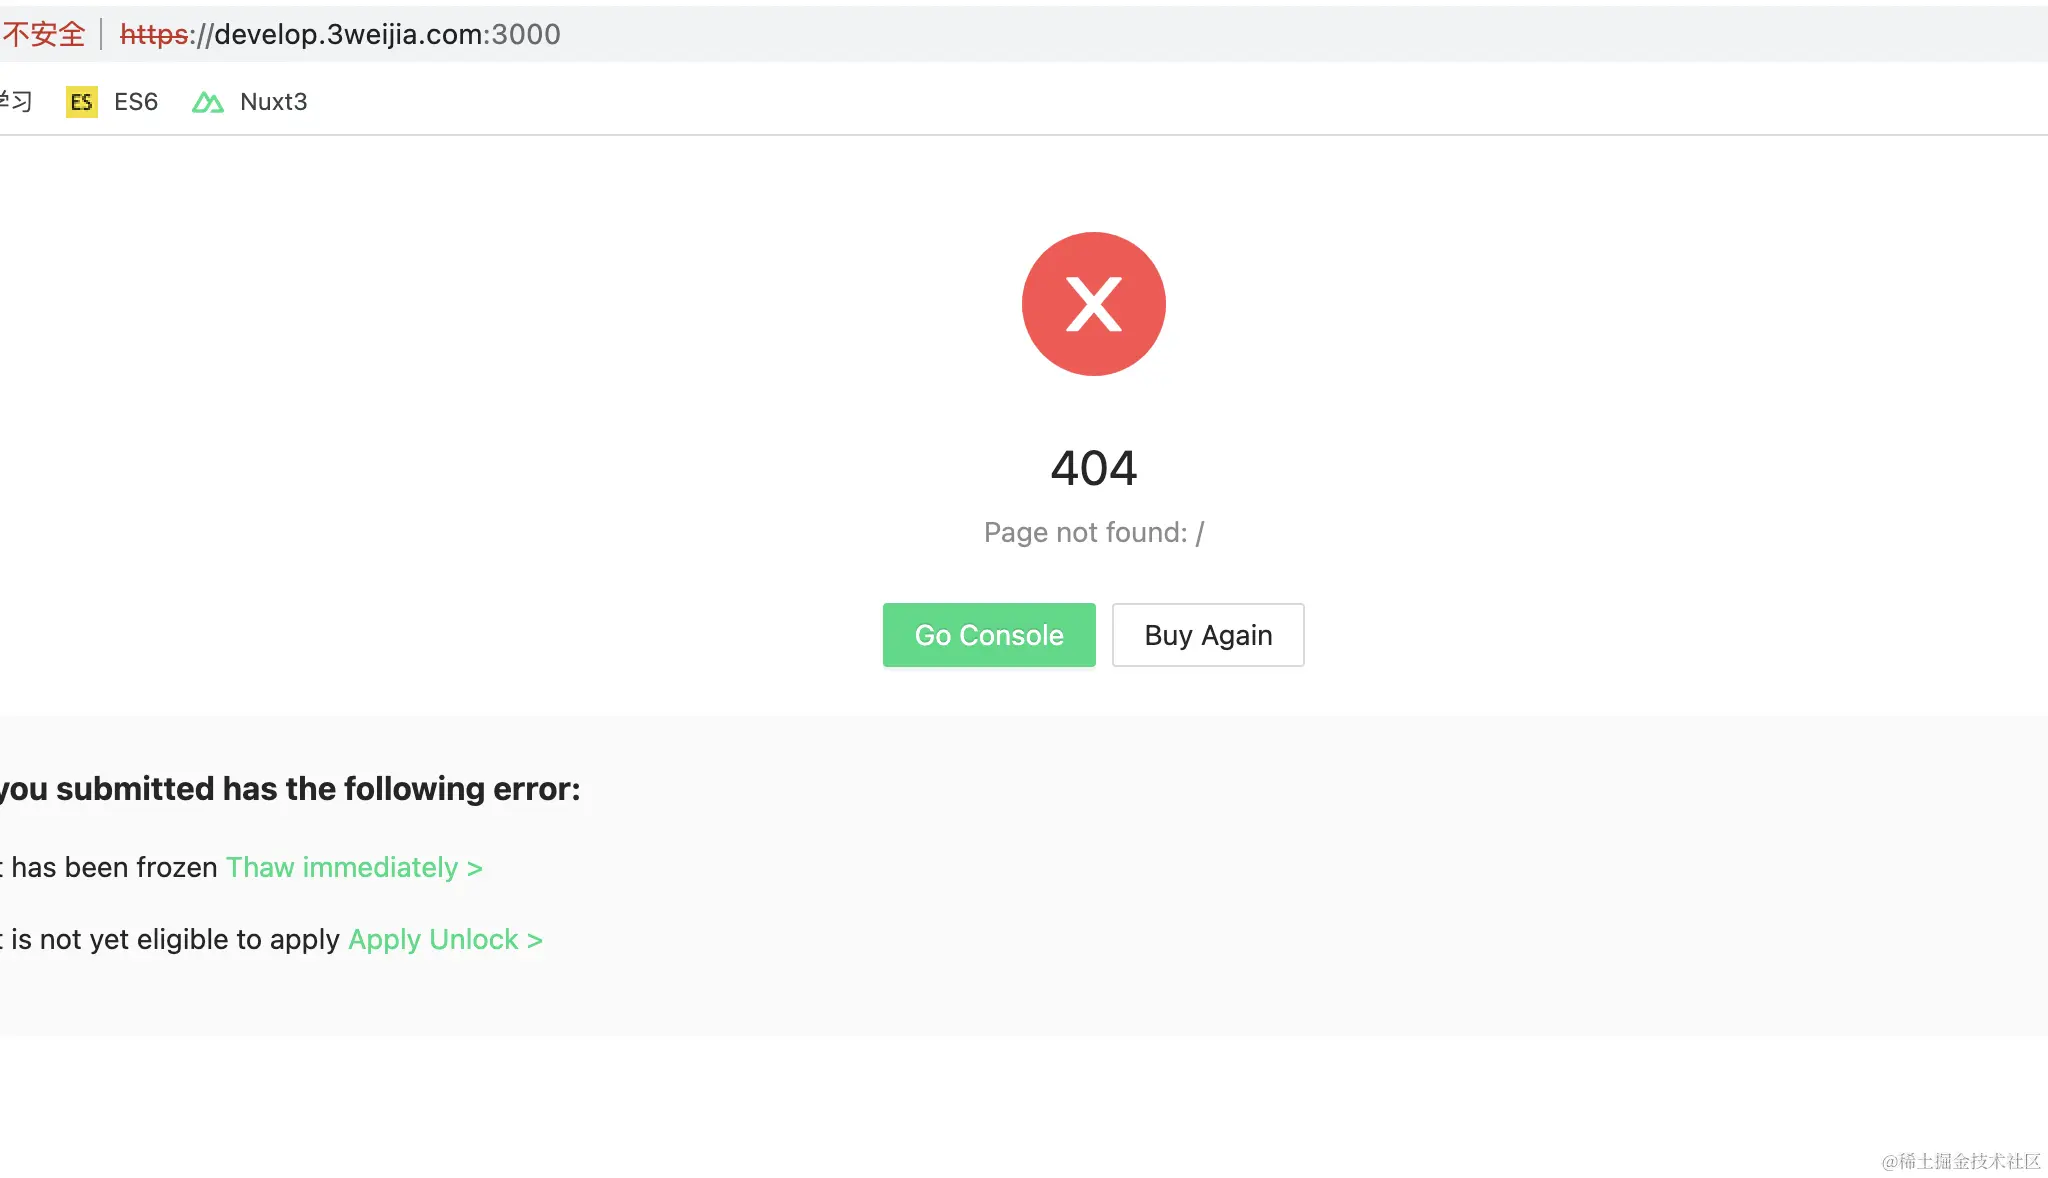 不安全 https://develop.3weijia.com:3000
学习 ES ES6 Nuxt3
404
Page not found: /
Go Console Buy Again
you submitted has the following error:
t has been frozen Thaw immediately >
t is not yet eligible to apply Apply Unlock >
@稀土掘金技术社区